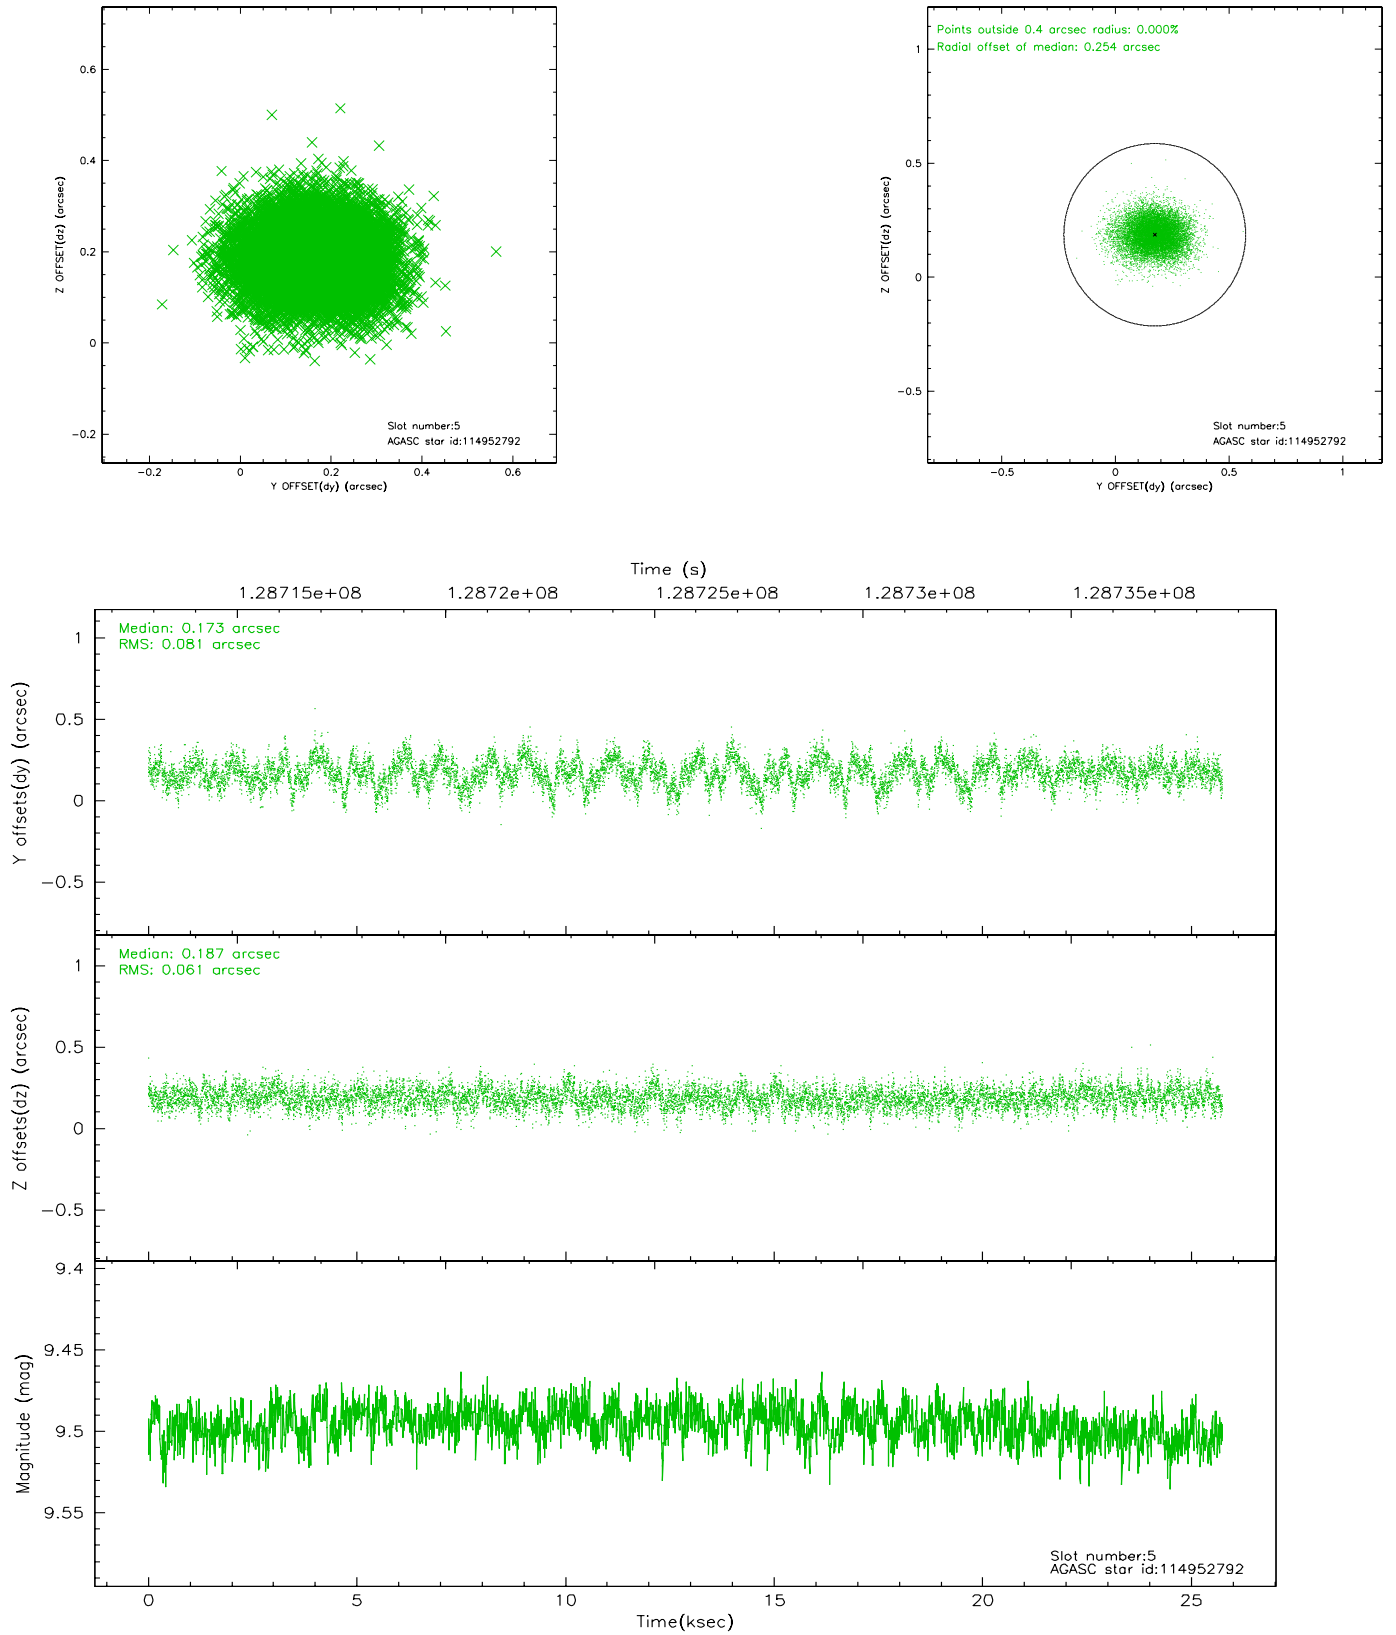 0.6
0.4
0.2
0
-0.2
Z OFFSET(dz) (arcsec)
Slot number:5
AGASC star id:114952792
-0.2 0 0.2 0.4 0.6
Y OFFSET(dy) (arcsec)
Points outside 0.4 arcsec radius: 0.000%
Radial offset of median: 0.254 arcsec
1
0.5
0
-0.5
Z OFFSET(dz) (arcsec)
Slot number:5
AGASC star id:114952792
-0.5 0 0.5 1
Y OFFSET(dy) (arcsec)
Time (s)
1.28715e+08 1.2872e+08 1.28725e+08 1.2873e+08 1.28735e+08
Median: 0.173 arcsec
RMS: 0.081 arcsec
1
0.5
0
-0.5
Y offsets(dy) (arcsec)
Median: 0.187 arcsec
RMS: 0.061 arcsec
1
0.5
0
-0.5
Z offsets(dz) (arcsec)
9.4
9.45
9.5
9.55
Magnitude (mag)
Slot number:5
AGASC star id:114952792
0 5 10 15 20 25
Time(ksec)